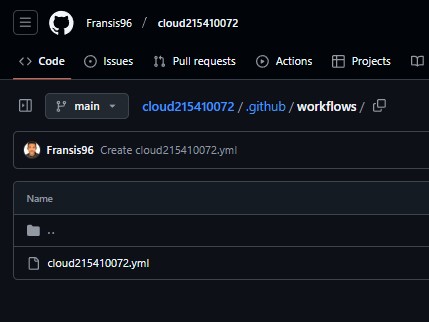 Fransis96 / cloud215410072
Code Issues Pull requests Actions Projects
main cloud215410072 / .github / workflows /
Fransis96 Create cloud215410072.yml
Name
..
cloud215410072.yml